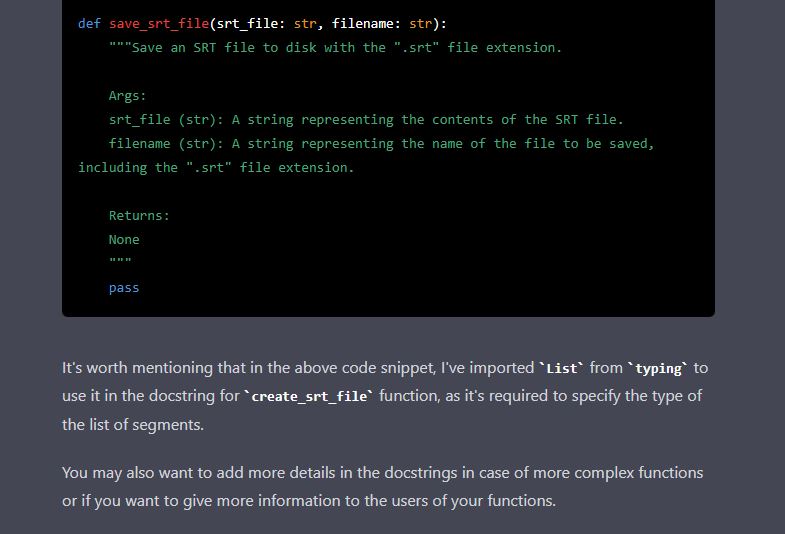 def save_srt_file(srt_file: str, filename: str):
"""Save an SRT file to disk with the ".srt" file extension.
Args:
srt_file (str): A string representing the contents of the SRT file.
filename (str): A string representing the name of the file to be saved,
including the ".srt" file extension.
Returns:
None
"""
pass
It's worth mentioning that in the above code snippet, I've imported `List` from `typing` to
use it in the docstring for `create_srt_file` function, as it's required to specify the type of
the list of segments.
You may also want to add more details in the docstrings in case of more complex functions
or if you want to give more information to the users of your functions.